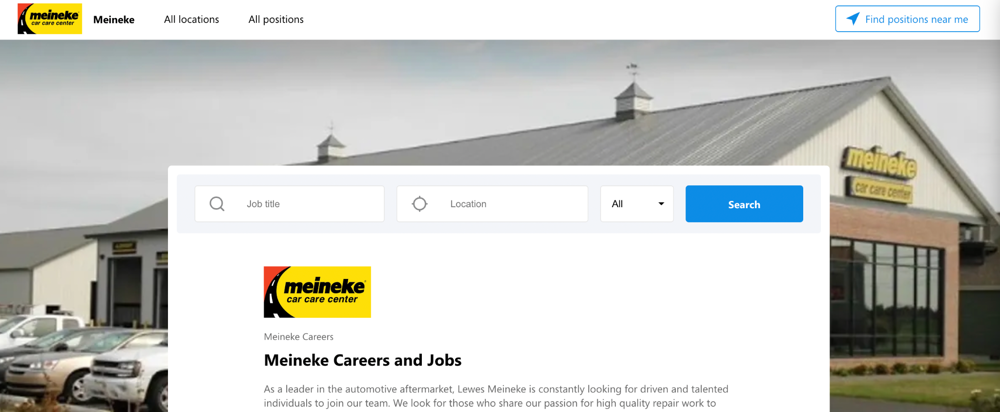 meineke
car care center
Meineke
All locations
All positions
Find positions near me
meineke
car care center
Job title
Location
All
Search
meineke
car care center
Meineke Careers
Meineke Careers and Jobs
As a leader in the automotive aftermarket, Lewes Meineke is constantly looking for driven and talented
individuals to join our team. We look for those who share our passion for high quality repair work to